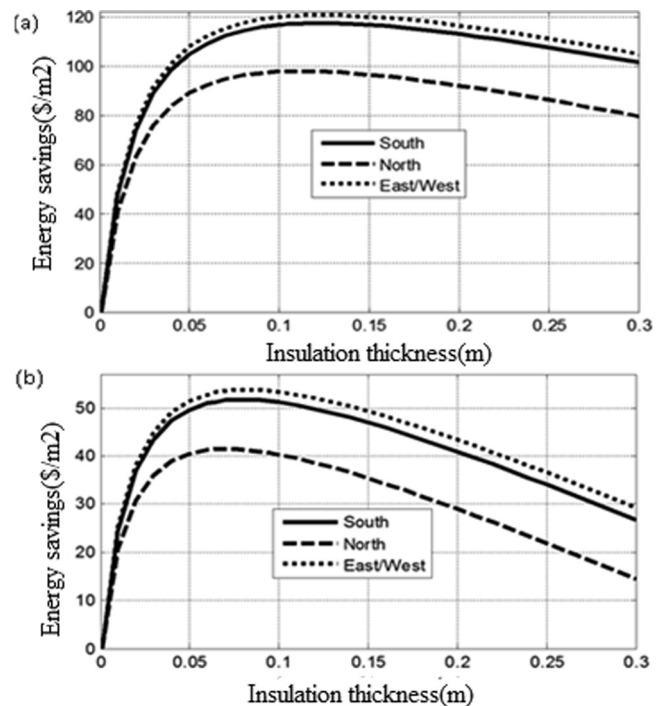 (a)
Energy savings($/m2)
120
100
80
60
40
20
0
South
North
East/West
0
0.05
0.1
0.15
0.2
0.25
0.3
Insulation thickness(m)
(b)
Energy savings($/m2)
50
40
30
20
10
0
South
North
East/West
0
0.05
0.1
0.15
0.2
0.25
0.3
Insulation thickness(m)